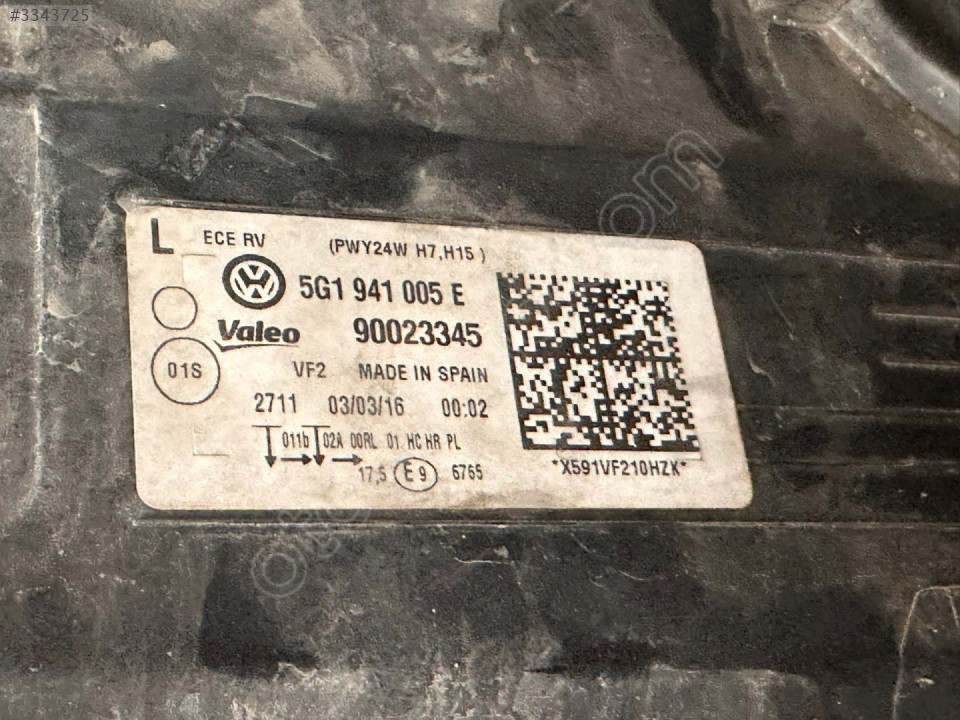 #3343725
L ECE RV (PWY24W H7,H15 )
5G1 941 005 E
Valeo 90023345
01S
VF2 MADE IN SPAIN
2711 03/03/16 00:02
011b 02A 00RL 01 HC HR PL
17,5 E9 6765
*X591VF210HZK*